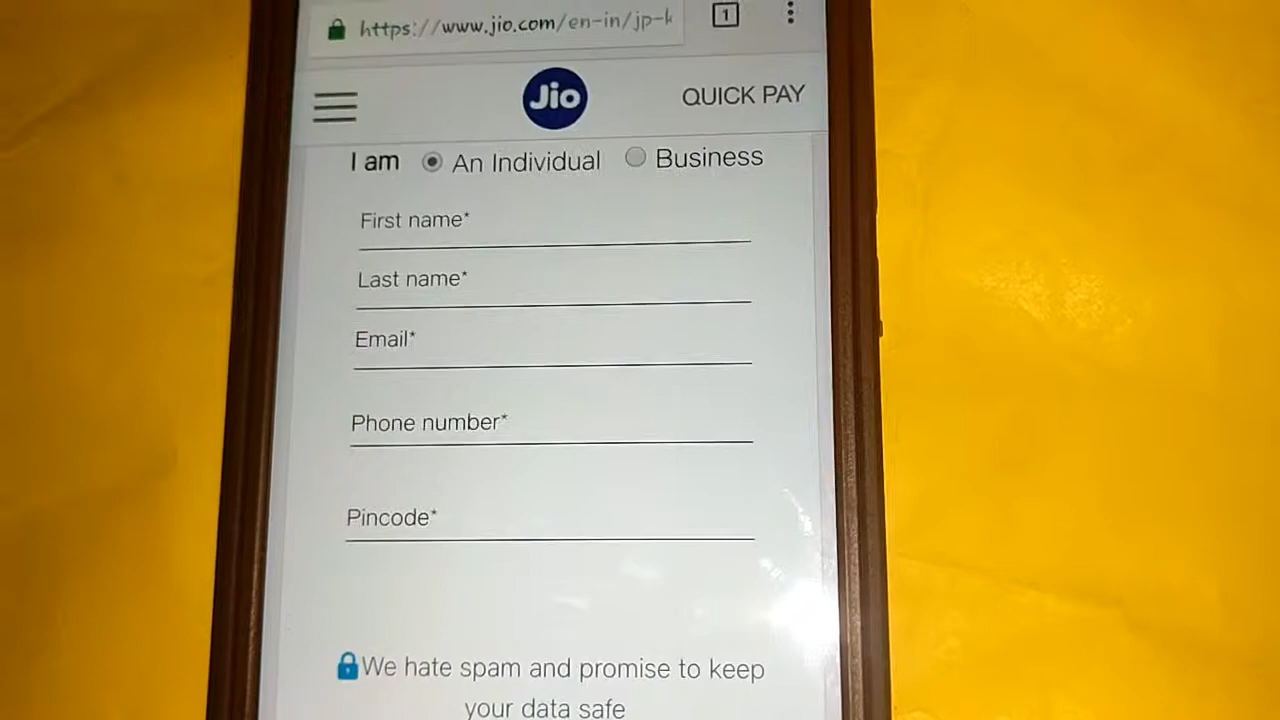 https://www.jio.com/en-in/jp-k
1
Jio
QUICK PAY
I am An Individual Business
First name*
Last name*
Email*
Phone number*
Pincode*
We hate spam and promise to keep
your data safe